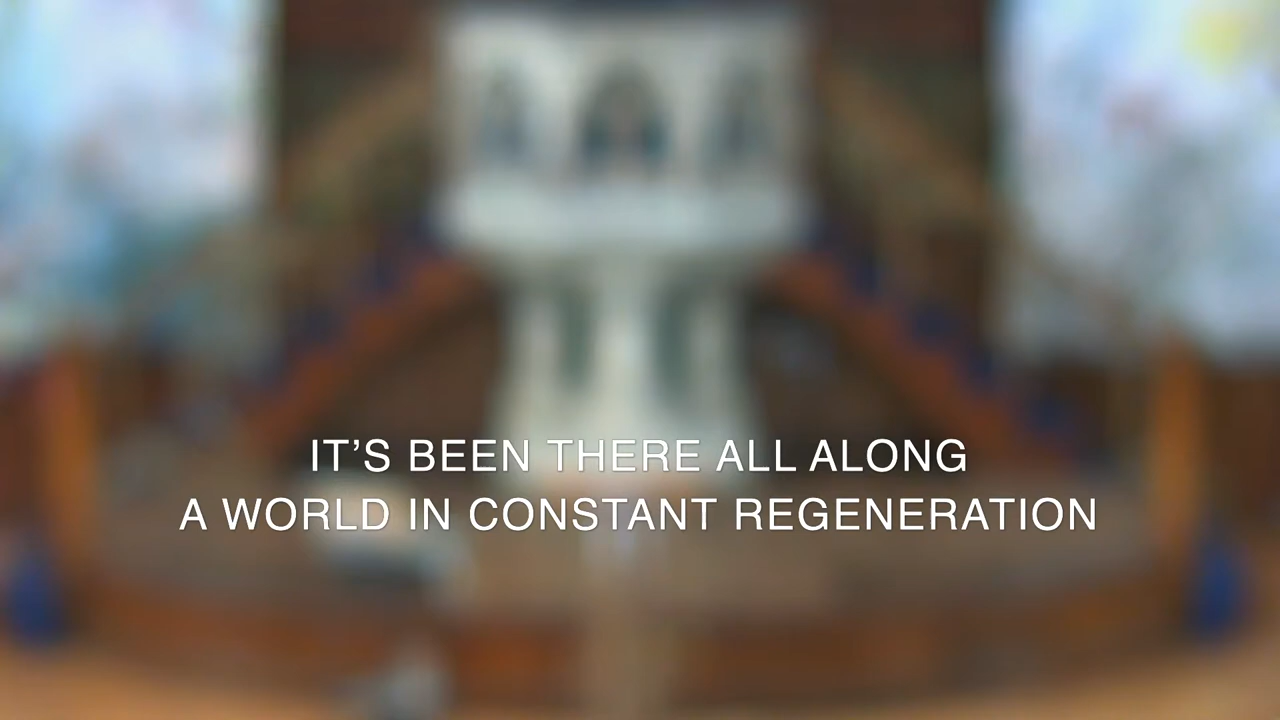 IT’S BEEN THERE ALL ALONG
A WORLD IN CONSTANT REGENERATION